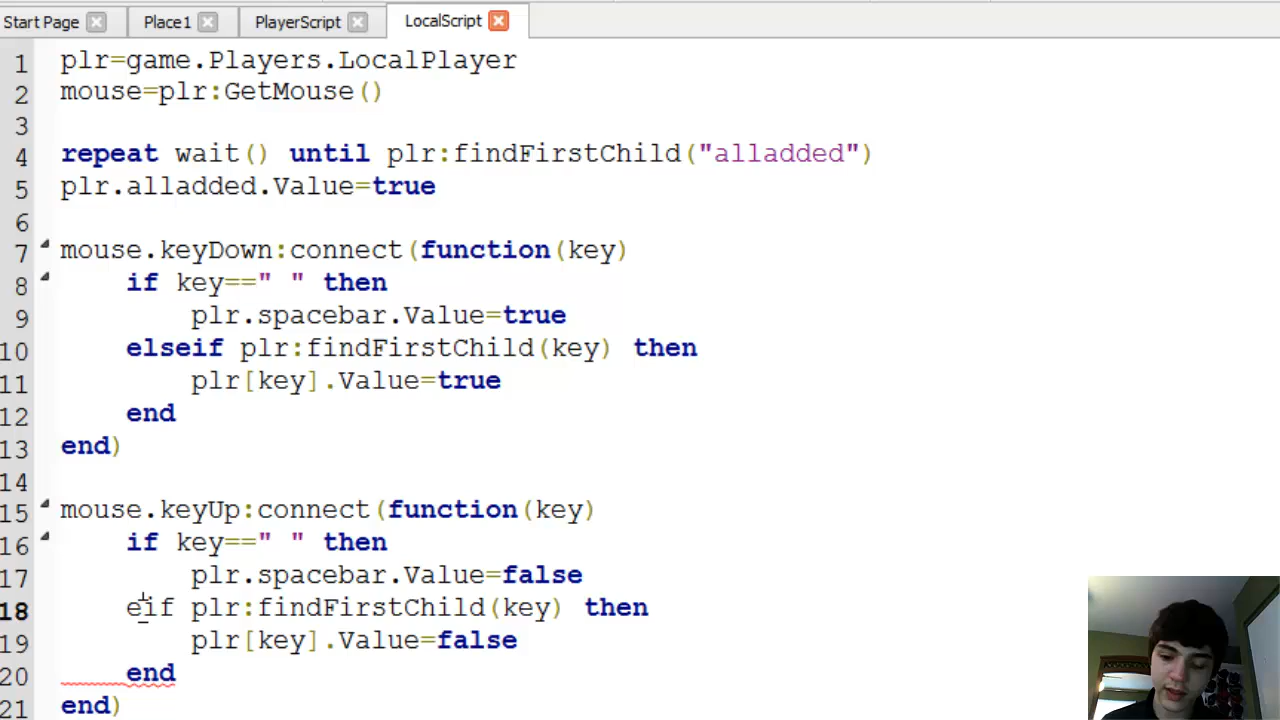 Start Page Place1 PlayerScript LocalScript
1 plr=game.Players.LocalPlayer
2 mouse=plr:GetMouse()
3
4 repeat wait() until plr:findFirstChild("alladded")
5 plr.alladded.Value=true
6
7 mouse.keyDown:connect(function(key)
8 if key==" " then
9 plr.spacebar.Value=true
10 elseif plr:findFirstChild(key) then
11 plr[key].Value=true
12 end
13 end)
14
15 mouse.keyUp:connect(function(key)
16 if key==" " then
17 plr.spacebar.Value=false
18 eif plr:findFirstChild(key) then
19 plr[key].Value=false
20 end
21 end)